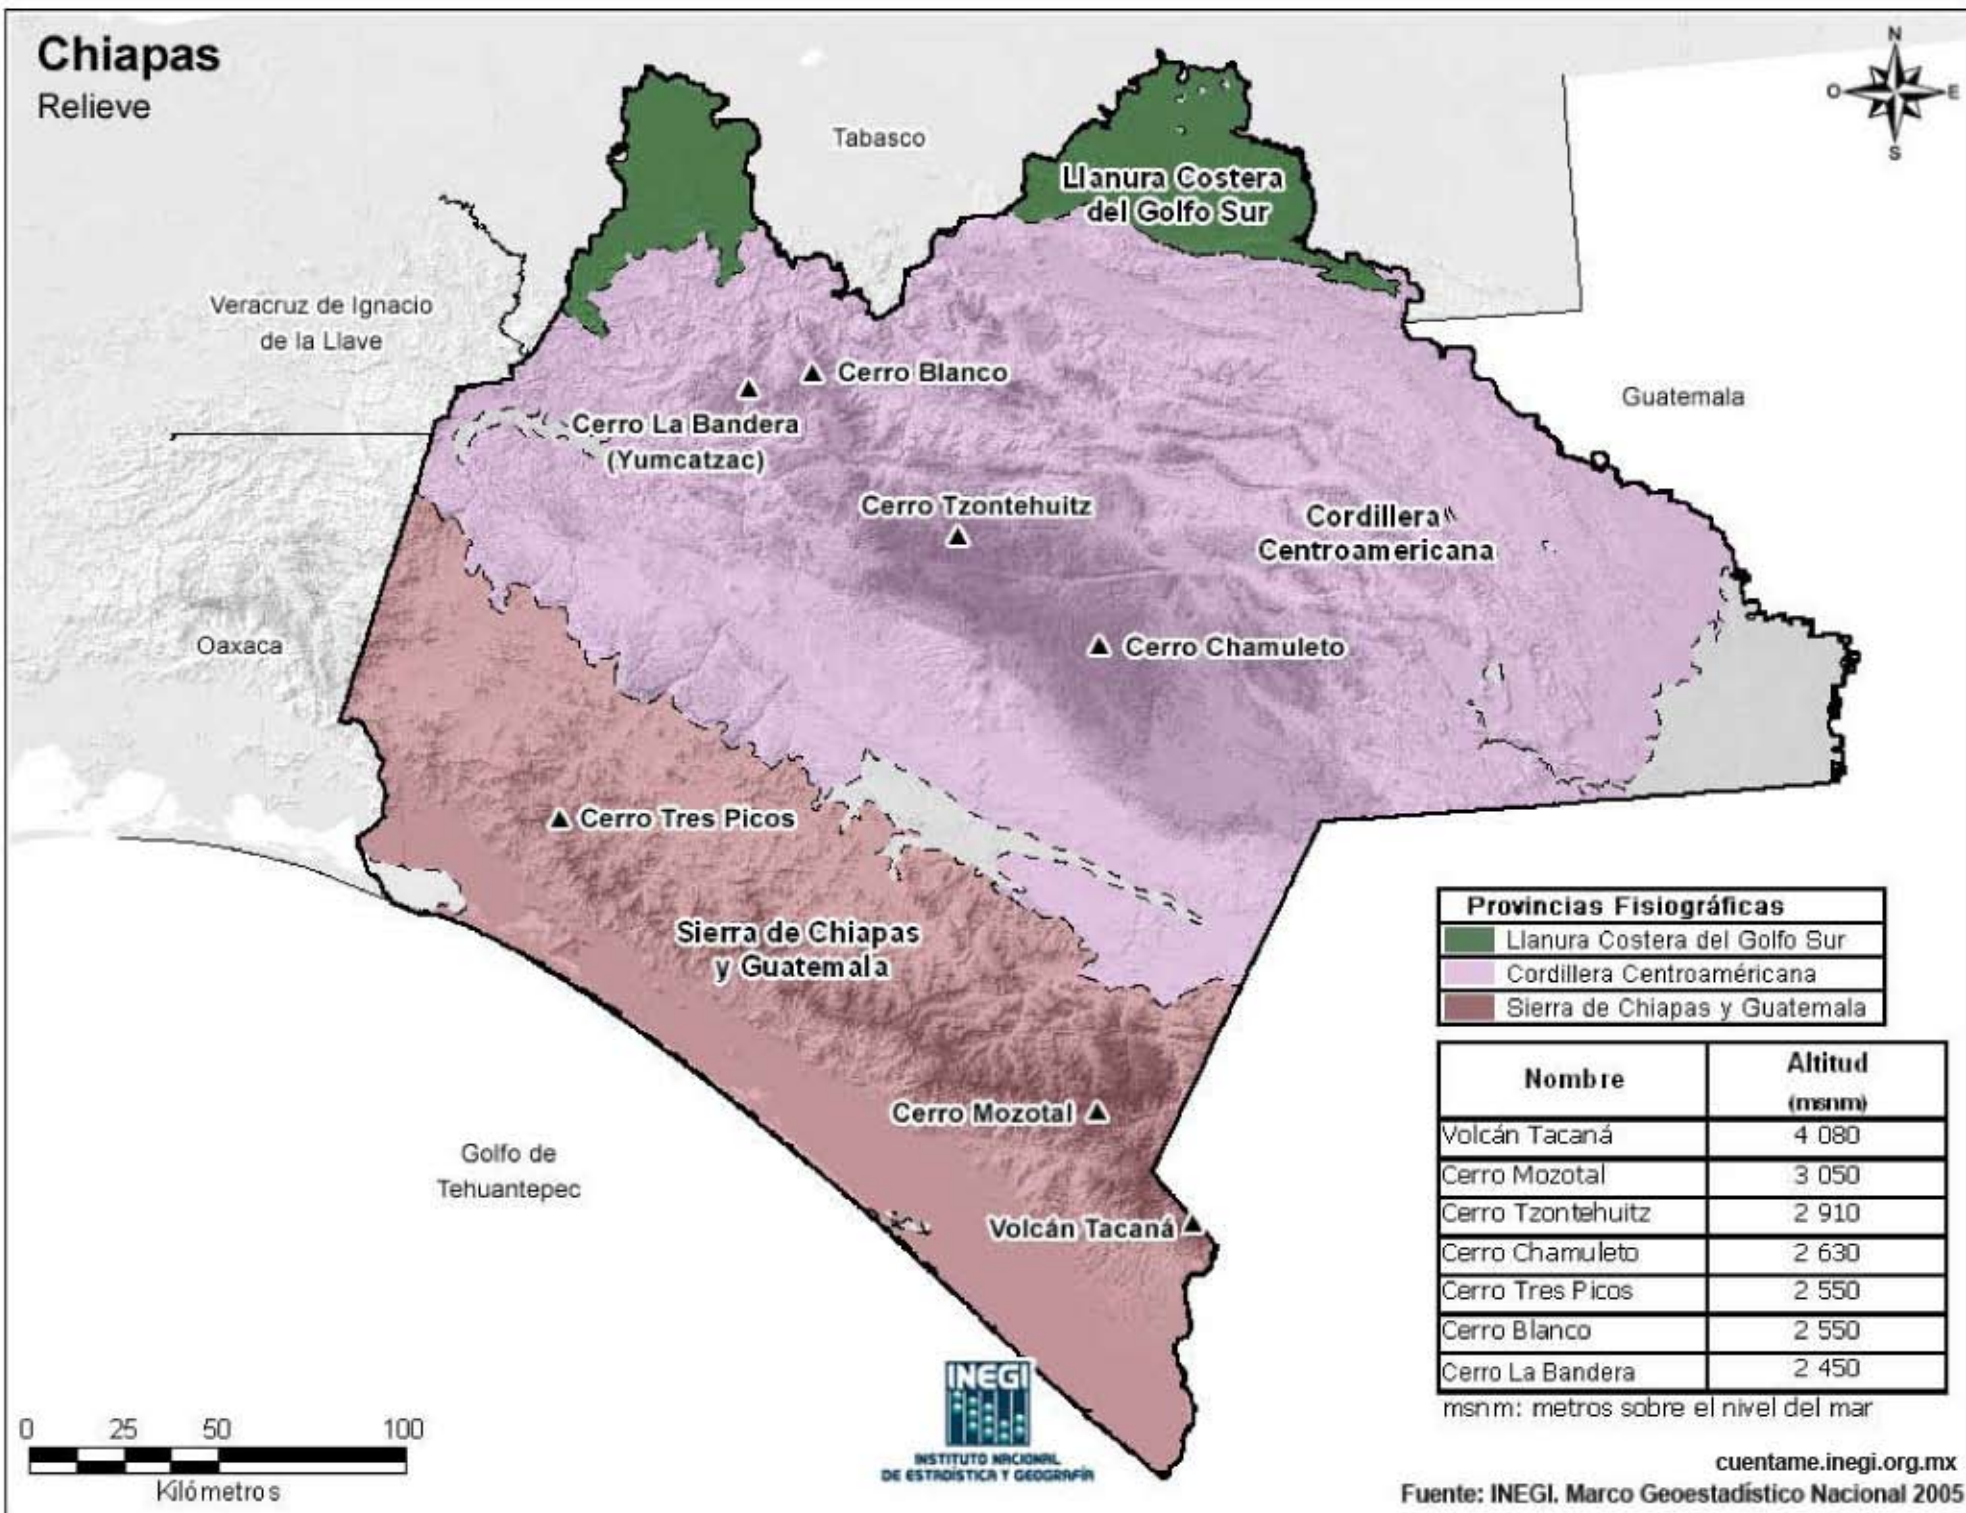 Chiapas
Relieve
N
O
E
S
Tabasco
Llanura Costera
del Golfo Sur
Veracruz de Ignacio
de la Llave
Guatemala
Cerro Blanco
Cerro La Bandera
(Yumcatzac)
Cerro Tzontehuitz
Cordillera
Centroamericana
Oaxaca
Cerro Chamuleto
Cerro Tres Picos
Sierra de Chiapas
y Guatemala
Cerro Mozotal
Golfo de
Tehuantepec
Volcán Tacaná
Provincias Fisiográficas
Llanura Costera del Golfo Sur
Cordillera Centroaméricana
Sierra de Chiapas y Guatemala
Nombre Altitud
(msnm)
Volcán Tacaná 4 080
Cerro Mozotal 3 050
Cerro Tzontehuitz 2 910
Cerro Chamuleto 2 630
Cerro Tres Picos 2 550
Cerro Blanco 2 550
Cerro La Bandera 2 450
msnm: metros sobre el nivel del mar
0 25 50 100
Kilómetros
INEGI
INSTITUTO NACIONAL
DE ESTADÍSTICA Y GEOGRAFÍA
cuentame.inegi.org.mx
Fuente: INEGI. Marco Geoestadístico Nacional 2005